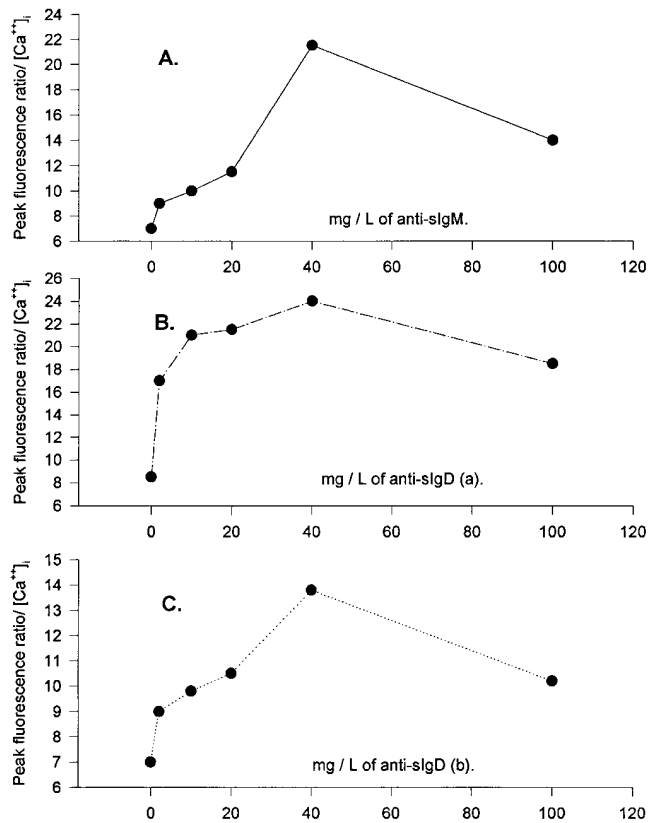 24
22
20
18
16
14
12
10
8
6
Peak fluorescence ratio/ [Ca⁺⁺]ᵢ
A.
mg / L of anti-sIgM.
0 20 40 60 80 100 120
26
24
22
20
18
16
14
12
10
8
6
Peak fluorescence ratio/ [Ca⁺⁺]ᵢ
B.
mg / L of anti-sIgD (a).
0 20 40 60 80 100 120
15
14
13
12
11
10
9
8
7
6
Peak fluorescence ratio/ [Ca⁺⁺]ᵢ
C.
mg / L of anti-sIgD (b).
0 20 40 60 80 100 120